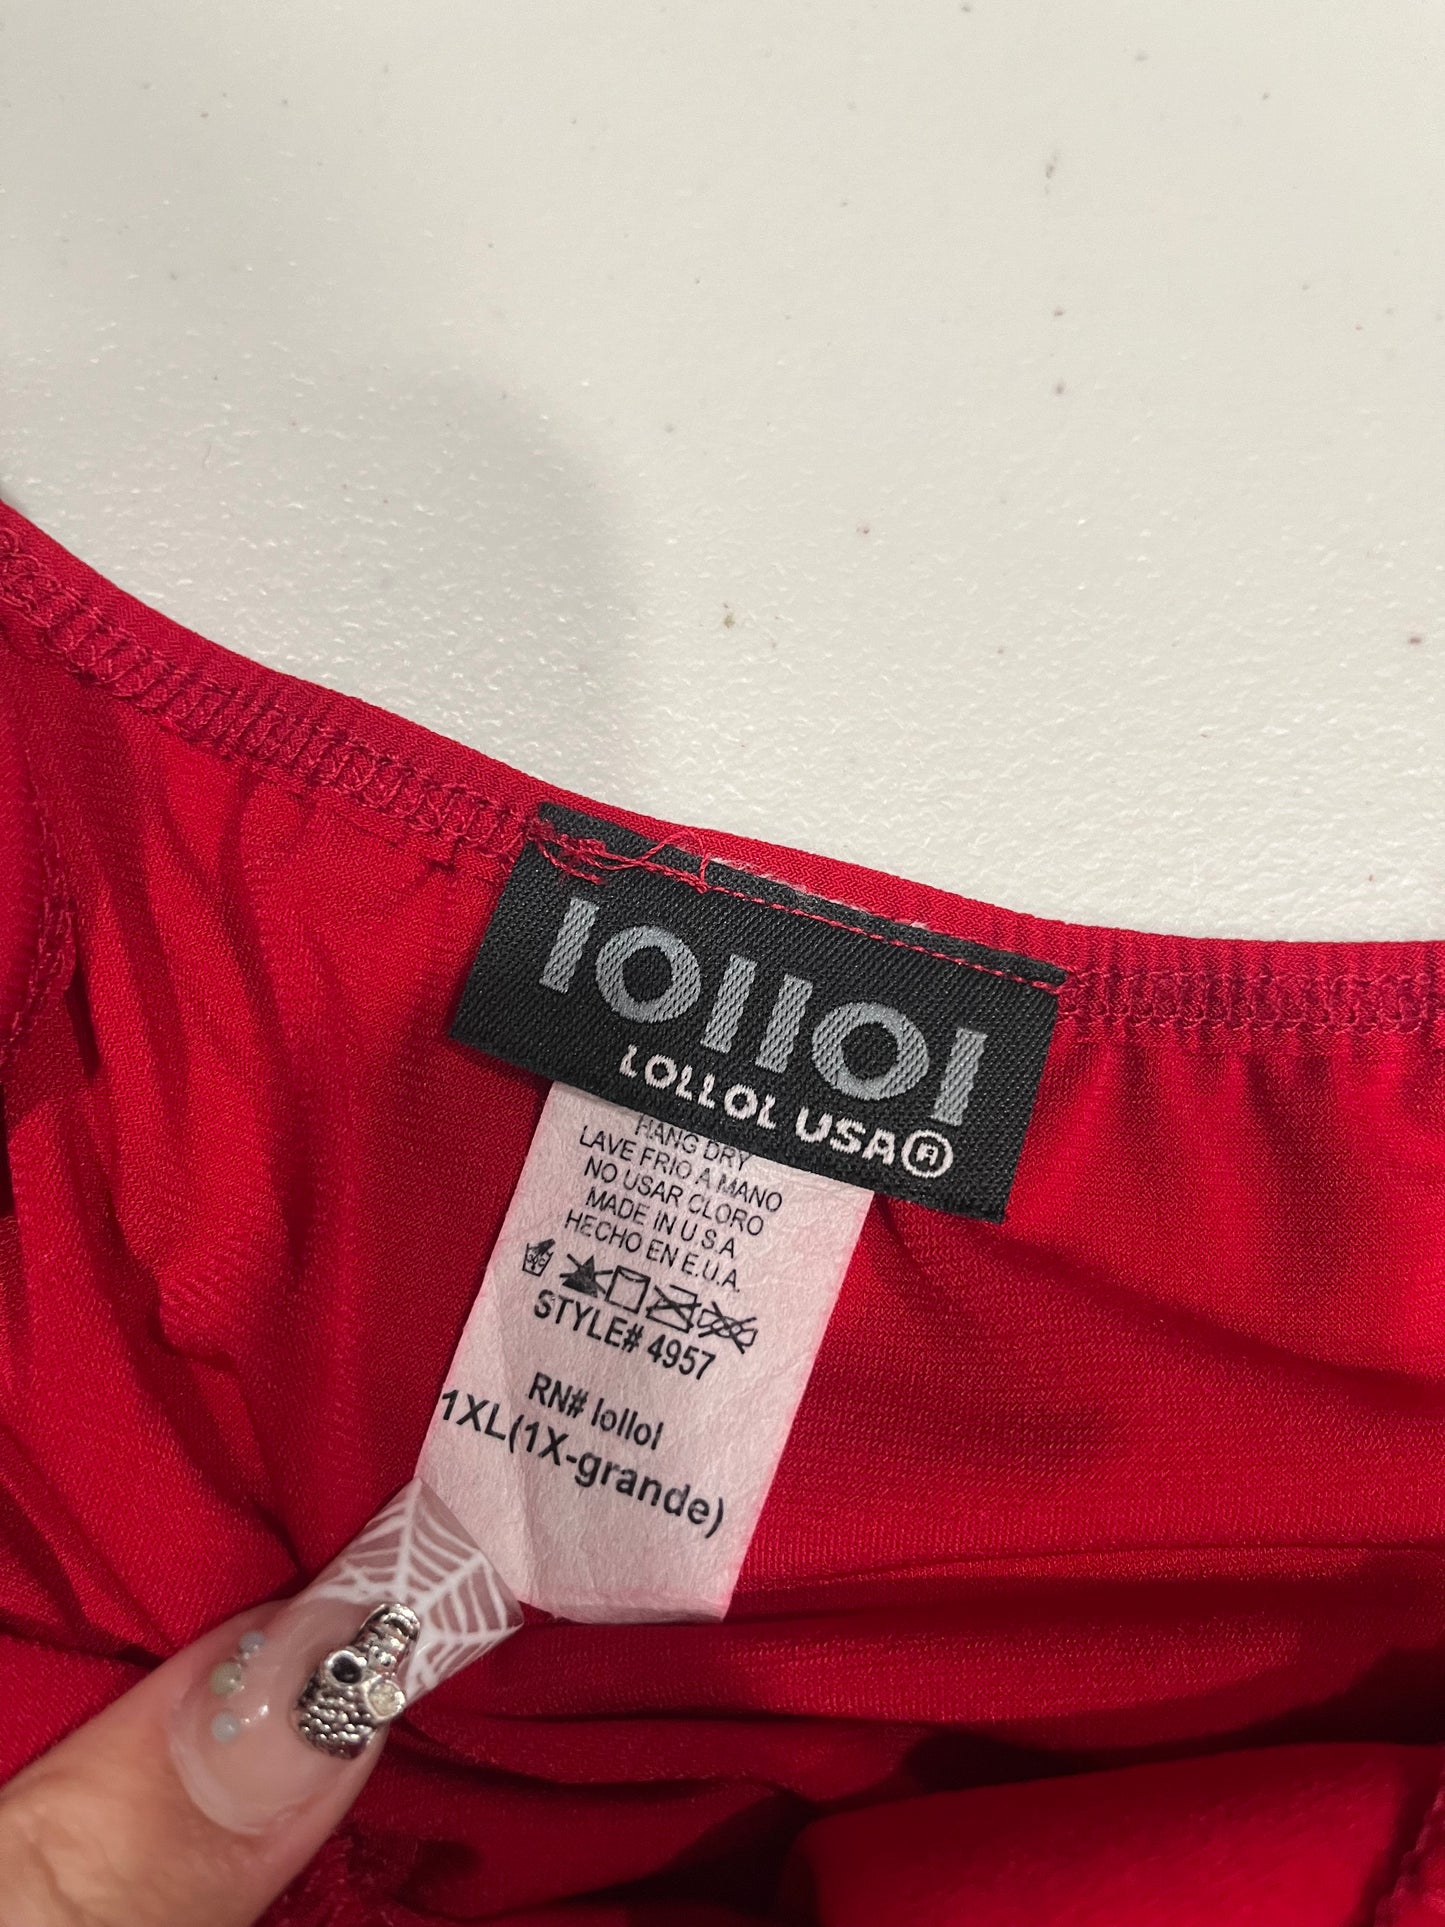 lollol
LOLLOL USA®
HANG DRY
LAVE FRIO A MANO
NO USAR CLORO
MADE IN U.S.A
HECHO EN E.U.A.
STYLE# 4957
RN# lollol
1XL(1X-grande)